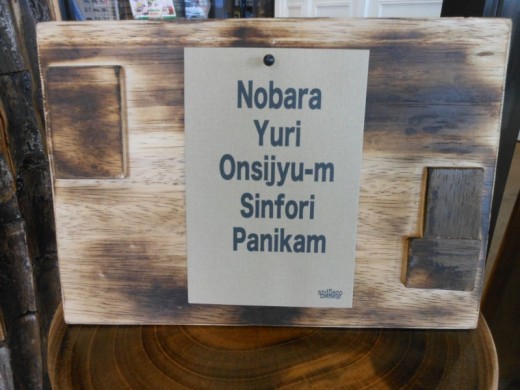 Nobara
Yuri
Onsijyu-m
Sinfori
Panikam